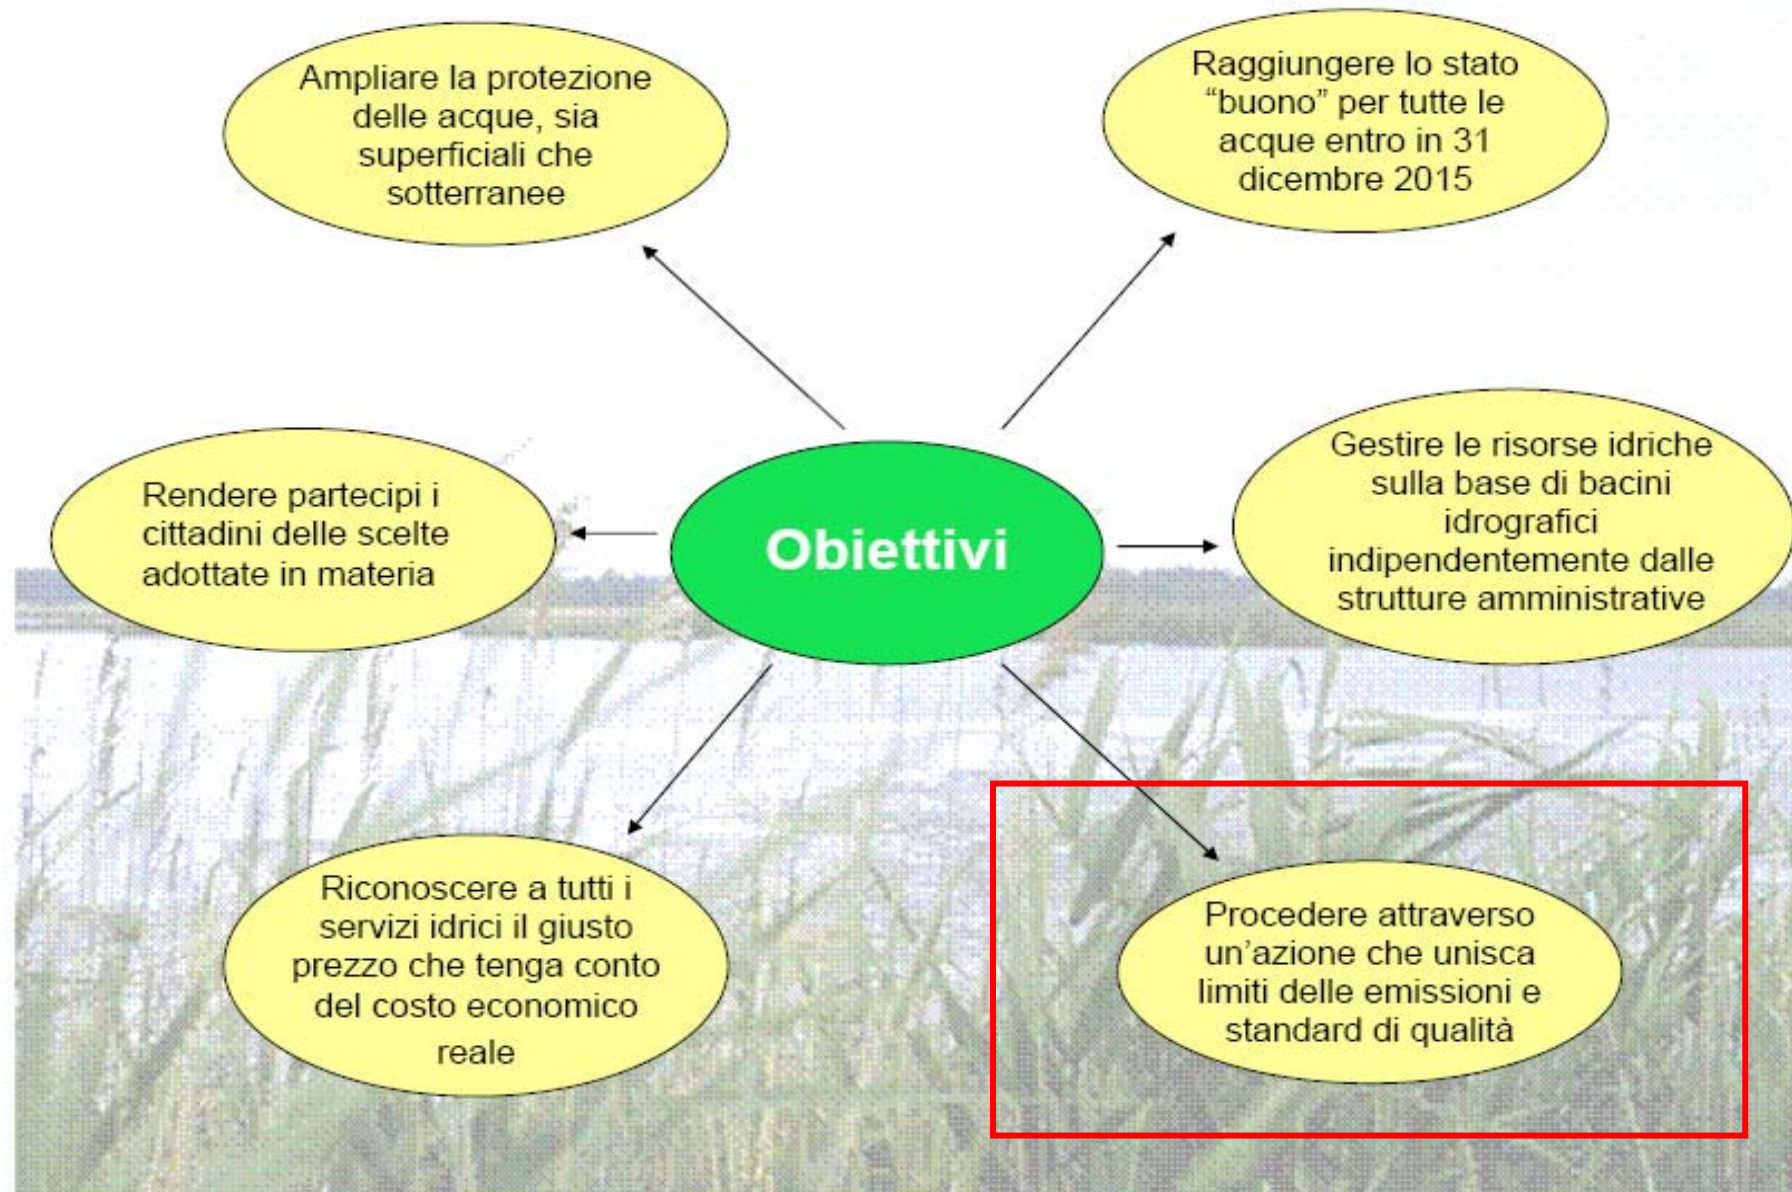 Ampliare la protezione
delle acque, sia
superficiali che
sotterranee
Raggiungere lo stato
“buono” per tutte le
acque entro in 31
dicembre 2015
Rendere partecipi i
cittadini delle scelte
adottate in materia
Obiettivi
Gestire le risorse idriche
sulla base di bacini
idrografici
indipendentemente dalle
strutture amministrative
Riconoscere a tutti i
servizi idrici il giusto
prezzo che tenga conto
del costo economico
reale
Procedere attraverso
un’azione che unisca
limiti delle emissioni e
standard di qualità